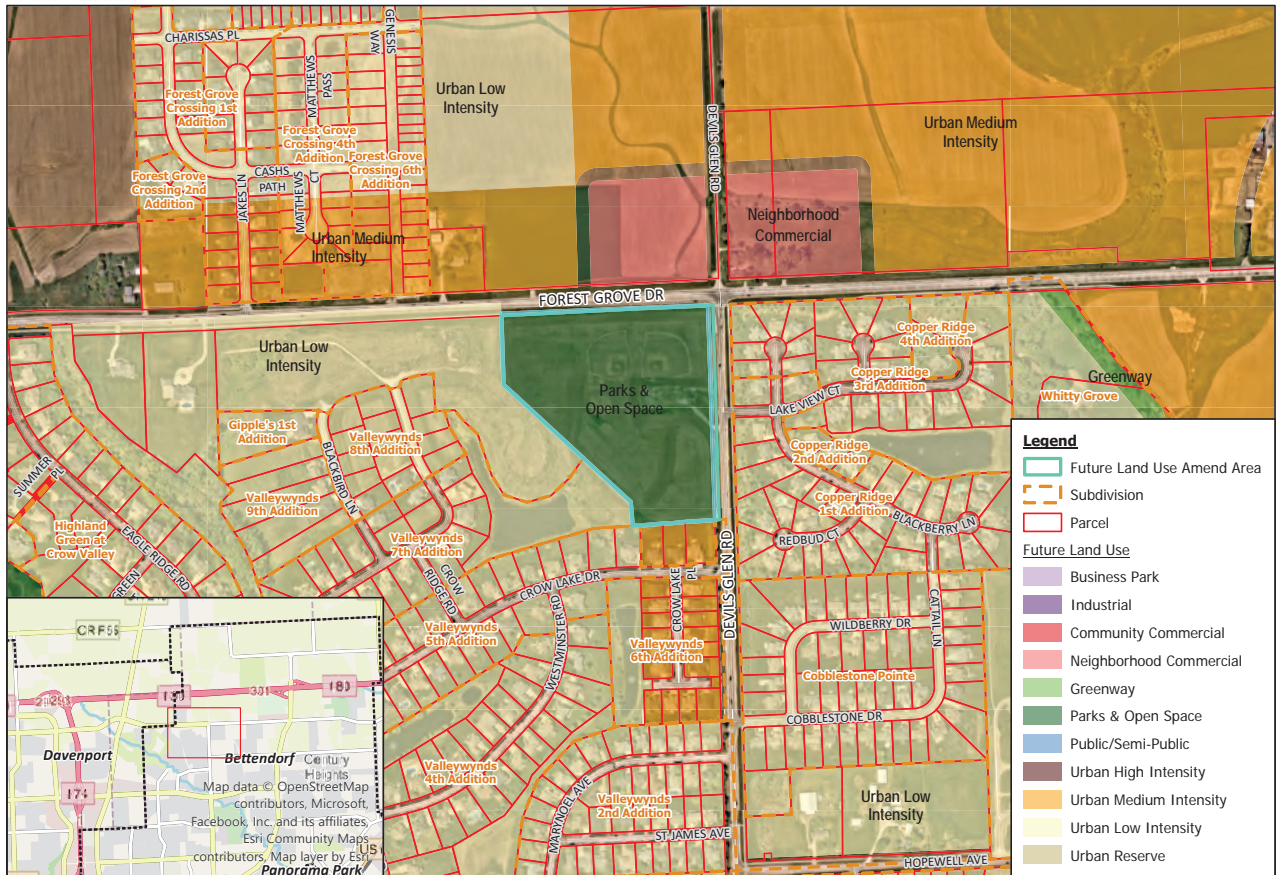 CHARISSAS PL
GENESIS
WAY
MATTHEWS
PASS
Forest Grove
Crossing 1st
Addition
Forest Grove
Crossing 4th
Addition
Forest Grove
Crossing 6th
Addition
Forest Grove
Crossing 2nd
Addition
CASHS
PATH
JAKES LN
MATTHEWS
CT
Urban Medium
Intensity
Urban Low
Intensity
DEVILS GLEN RD
Urban Medium
Intensity
Neighborhood
Commercial
FOREST GROVE DR
Urban Low
Intensity
Parks &
Open Space
Copper Ridge
4th Addition
Copper Ridge
3rd Addition
LAKE VIEW CT
Greenway
Whitty Grove
Copper Ridge
2nd Addition
Copper Ridge
1st Addition
BLACKBERRY LN
REDBUD CT
Gipple's 1st
Addition
Valleywynds
8th Addition
BLACKBIRD LN
Valleywynds
9th Addition
SUMMER
PL
Highland
Green at
Crow Valley
EAGLE RIDGE RD
GREEN
Valleywynds
7th Addition
CROW
RIDGE RD
CROW LAKE DR
CROW LAKE
PL
DEVILS GLEN RD
Valleywynds
5th Addition
WESTMINSTER RD
Valleywynds
6th Addition
WILDBERRY DR
CATTAIL LN
Cobblestone Pointe
COBBLESTONE DR
Valleywynds
4th Addition
MARYNOEL AVE
Valleywynds
2nd Addition
ST JAMES AVE
Urban Low
Intensity
HOPEWELL AVE
Legend
Future Land Use Amend Area
Subdivision
Parcel
Future Land Use
Business Park
Industrial
Community Commercial
Neighborhood Commercial
Greenway
Parks & Open Space
Public/Semi-Public
Urban High Intensity
Urban Medium Intensity
Urban Low Intensity
Urban Reserve
180
Davenport
Bettendorf
Century
Heights
174
Map data © OpenStreetMap
contributors, Microsoft,
Facebook, Inc. and its affiliates,
Esri Community Maps
contributors, Map layer by Esri
US
Panorama Park